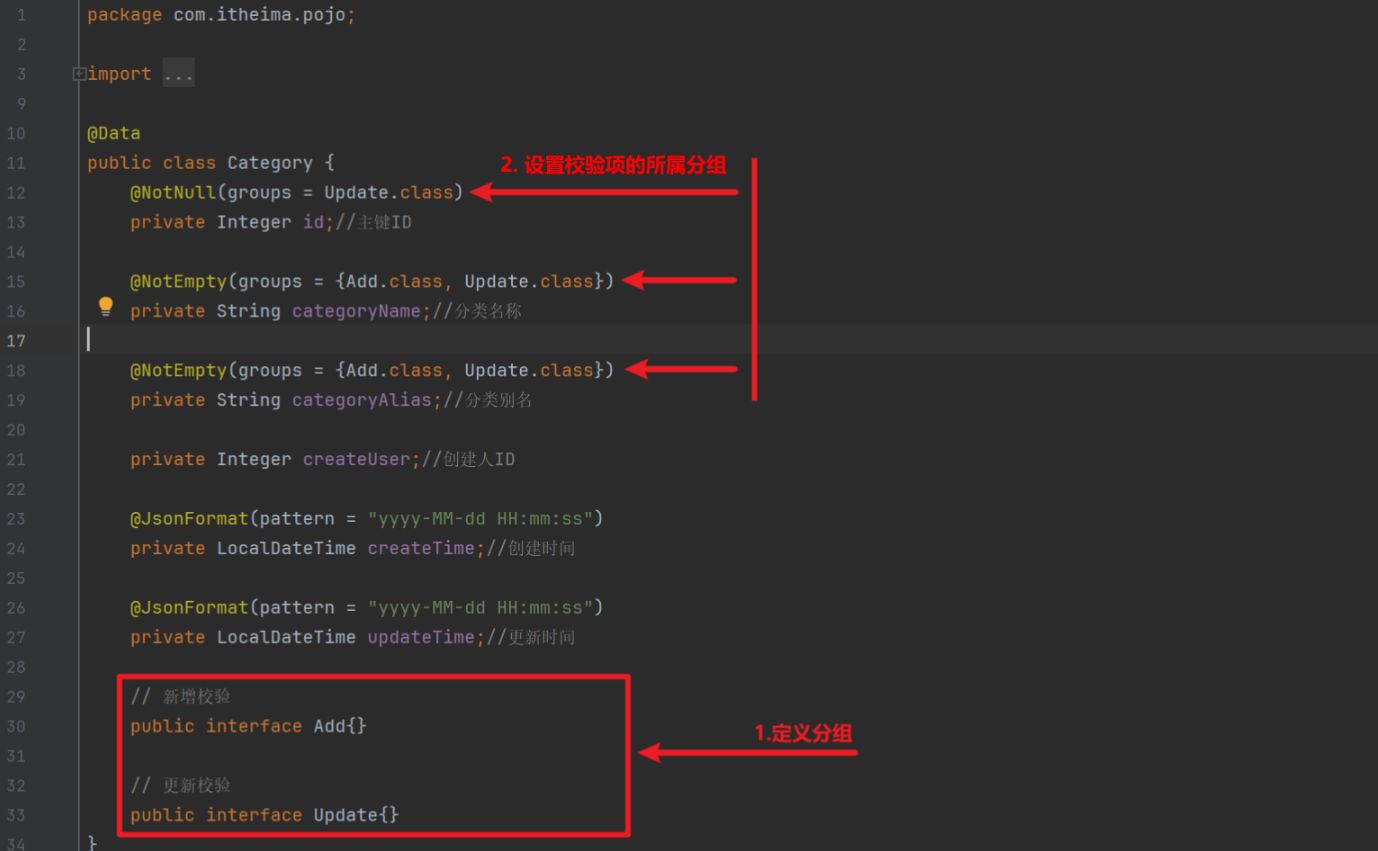 1 package com.itheima.pojo;
2
3 import ...
9
10 @Data
11 public class Category { 2. 设置校验项的所属分组
12 @NotNull(groups = Update.class)
13 private Integer id;//主键ID
14
15 @NotEmpty(groups = {Add.class, Update.class})
16 private String categoryName;//分类名称
17
18 @NotEmpty(groups = {Add.class, Update.class})
19 private String categoryAlias;//分类别名
20
21 private Integer createUser;//创建人ID
22
23 @JsonFormat(pattern = "yyyy-MM-dd HH:mm:ss")
24 private LocalDateTime createTime;//创建时间
25
26 @JsonFormat(pattern = "yyyy-MM-dd HH:mm:ss")
27 private LocalDateTime updateTime;//更新时间
28
29 // 新增校验
30 public interface Add{} 1.定义分组
31
32 // 更新校验
33 public interface Update{}
34 }